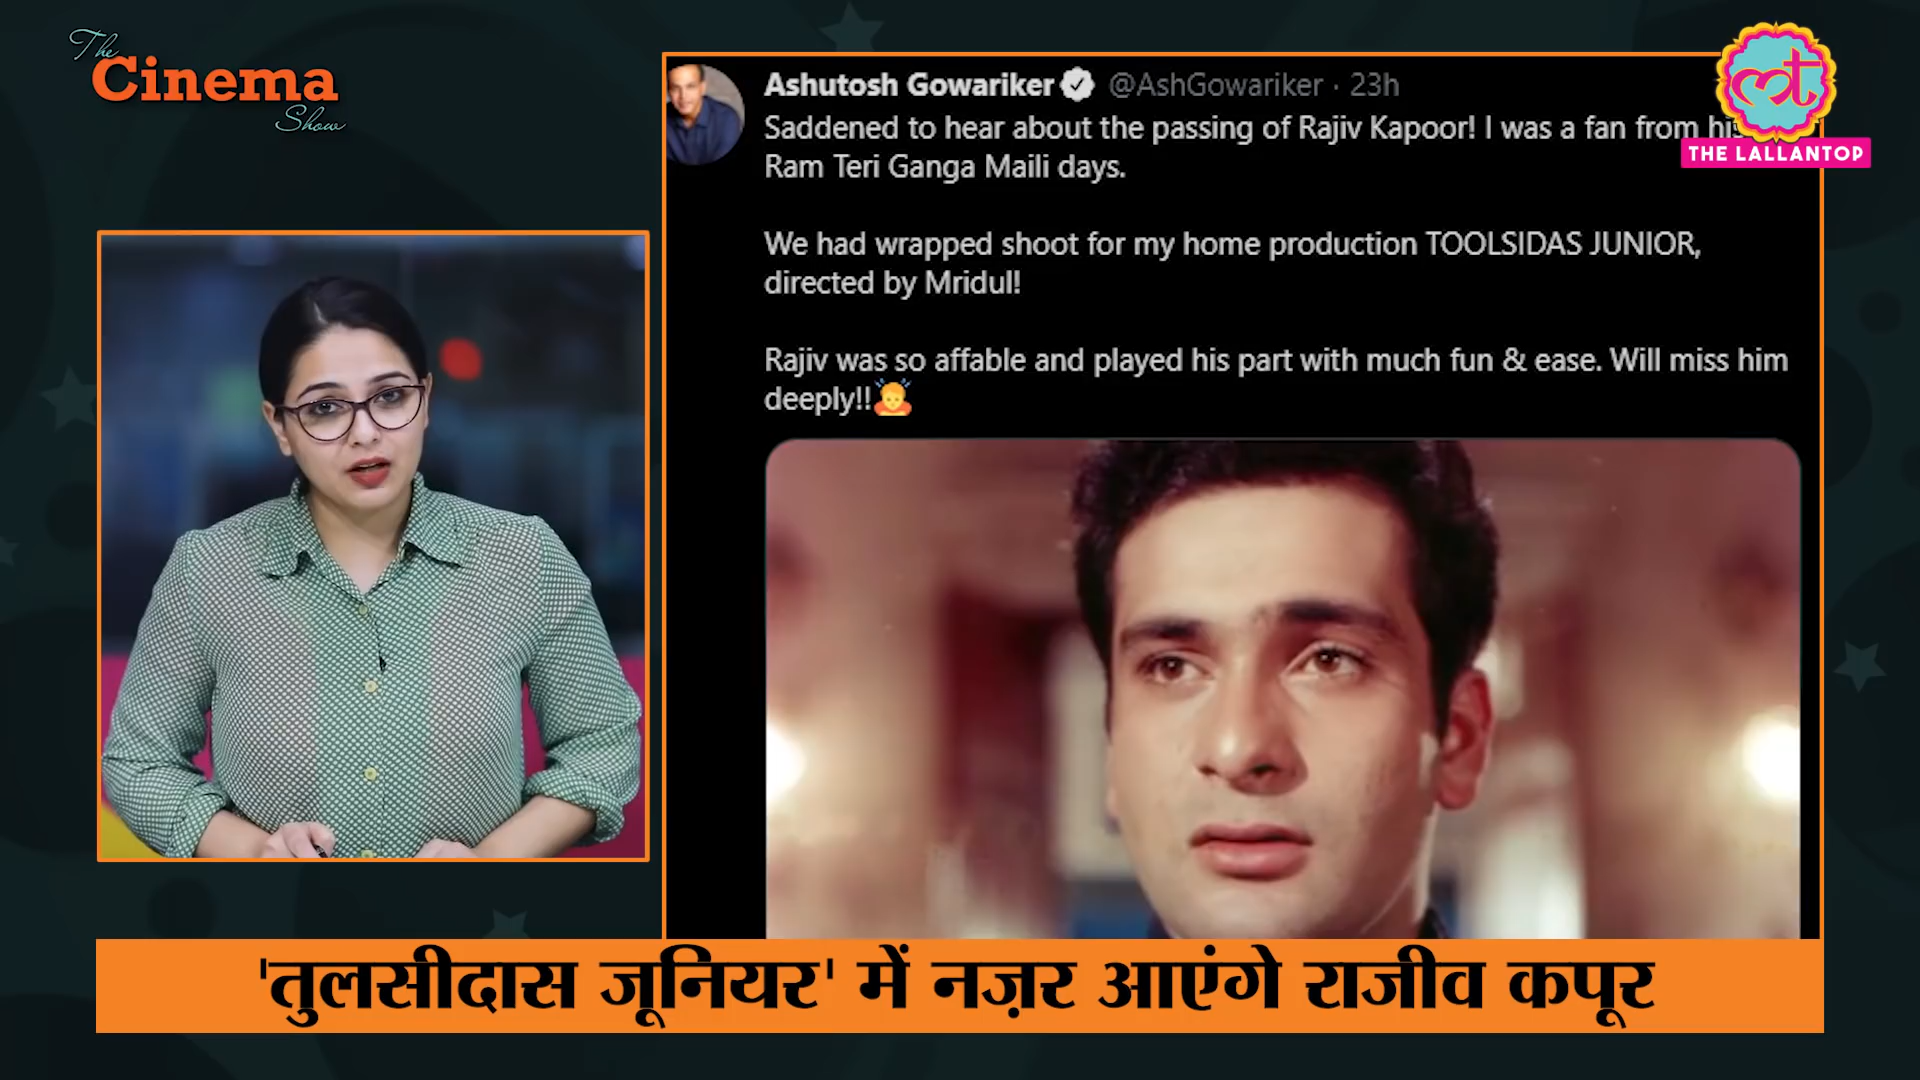 The
Cinema
Show
Ashutosh Gowariker @AshGowariker · 23h
Saddened to hear about the passing of Rajiv Kapoor! I was a fan from his
Ram Teri Ganga Maili days.
We had wrapped shoot for my home production TOOLSIDAS JUNIOR,
directed by Mridul!
Rajiv was so affable and played his part with much fun & ease. Will miss him
deeply!!
THE LALLANTOP
'तुलसीदास जूनियर' में नज़र आएंगे राजीव कपूर